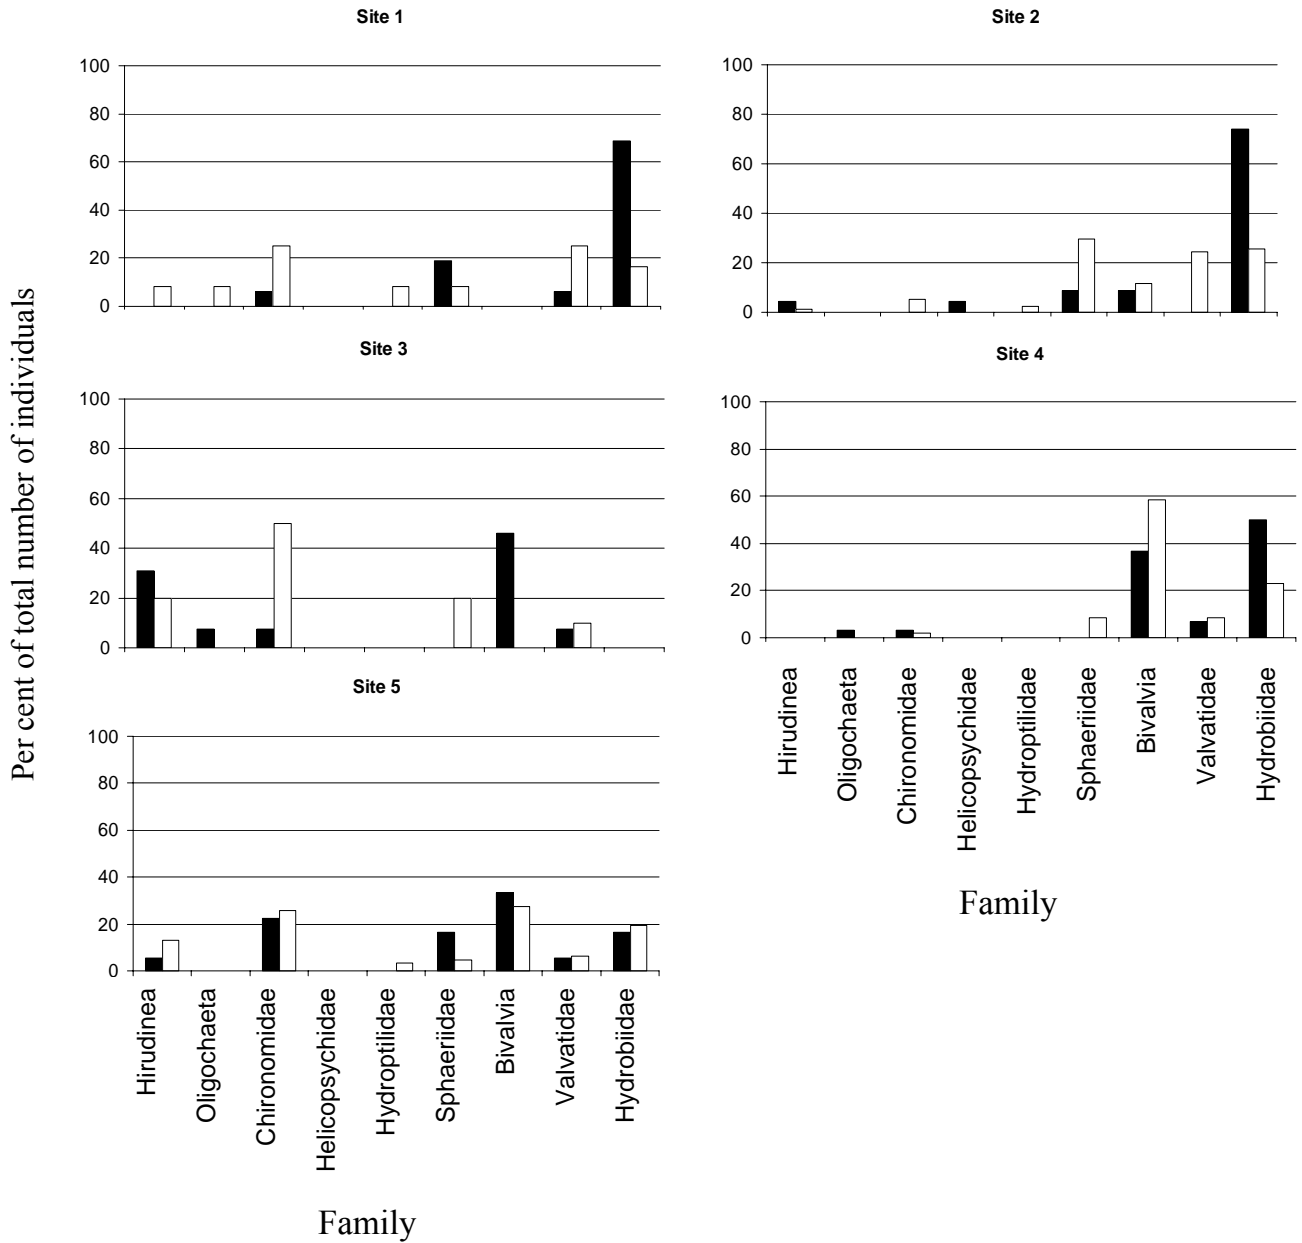 Site 1
100
80
60
40
20
0
Site 2
100
80
60
40
20
0
Per cent of total number of individuals
Site 3
100
80
60
40
20
0
Site 4
100
80
60
40
20
0
Hirudinea
Oligochaeta
Chironomidae
Helicopsychidae
Hydroptilidae
Sphaeriidae
Bivalvia
Valvatidae
Hydrobiidae
Family
Site 5
100
80
60
40
20
0
Hirudinea
Oligochaeta
Chironomidae
Helicopsychidae
Hydroptilidae
Sphaeriidae
Bivalvia
Valvatidae
Hydrobiidae
Family